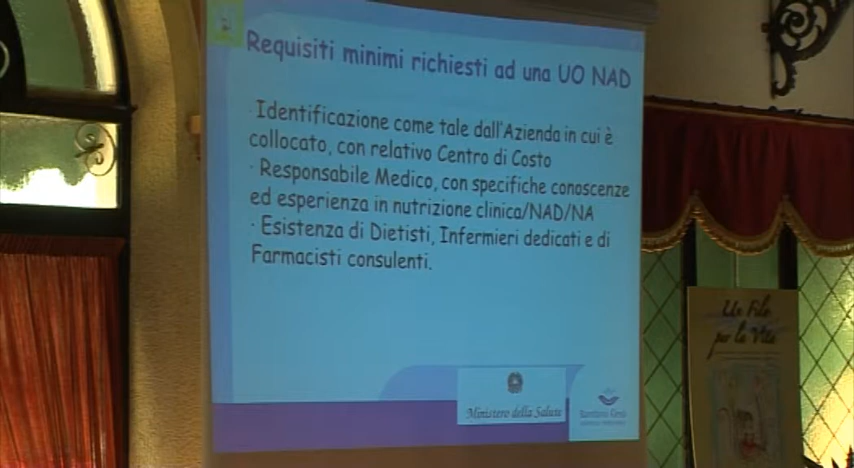 Requisiti minimi richiesti ad una UO NAD
· Identificazione come tale dall'Azienda in cui è
collocato, con relativo Centro di Costo
· Responsabile Medico, con specifiche conoscenze
ed esperienza in nutrizione clinica/NAD/NA
· Esistenza di Dietisti, Infermieri dedicati e di
Farmacisti consulenti.
Ministero della Salute
Bambino Gesù
Un Filo
per la Vita